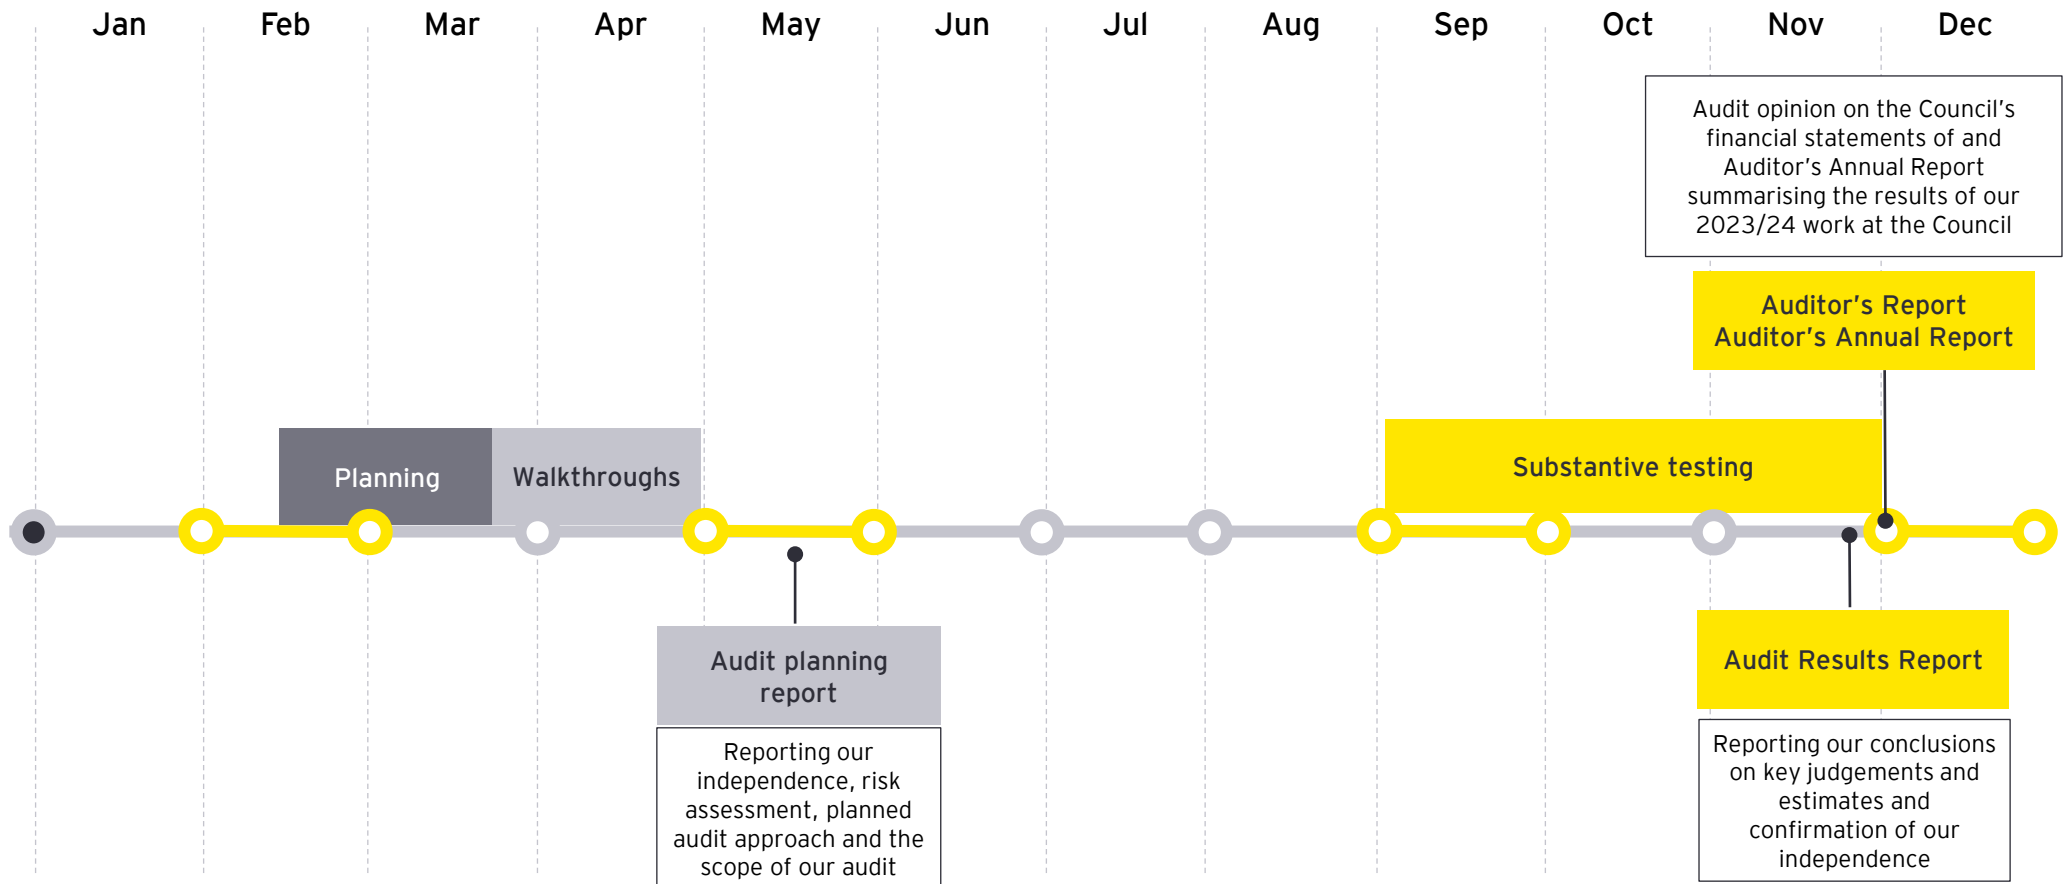 Jan Feb Mar Apr May Jun Jul Aug Sep Oct Nov Dec
Audit opinion on the Council's
financial statements of and
Auditor's Annual Report
summarising the results of our
2023/24 work at the Council
Auditor's Report
Auditor's Annual Report
Planning
Walkthroughs
Substantive testing
Audit planning
report
Reporting our
independence, risk
assessment, planned
audit approach and the
scope of our audit
Audit Results Report
Reporting our conclusions
on key judgements and
estimates and
confirmation of our
independence